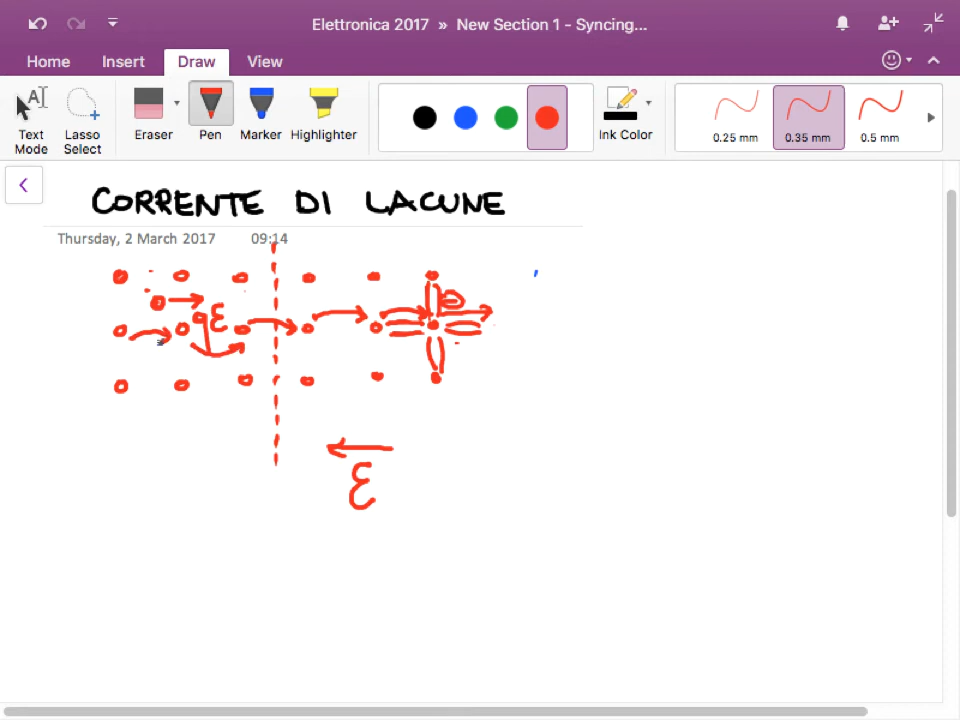 Elettronica 2017 » New Section 1 - Syncing...
Home Insert Draw View
Text Mode
Lasso Select
Eraser
Pen
Marker
Highlighter
Ink Color
0.25 mm
0.35 mm
0.5 mm
CORRENTE DI LACUNE
Thursday, 2 March 2017 09:14
Ɛ
Ɛ